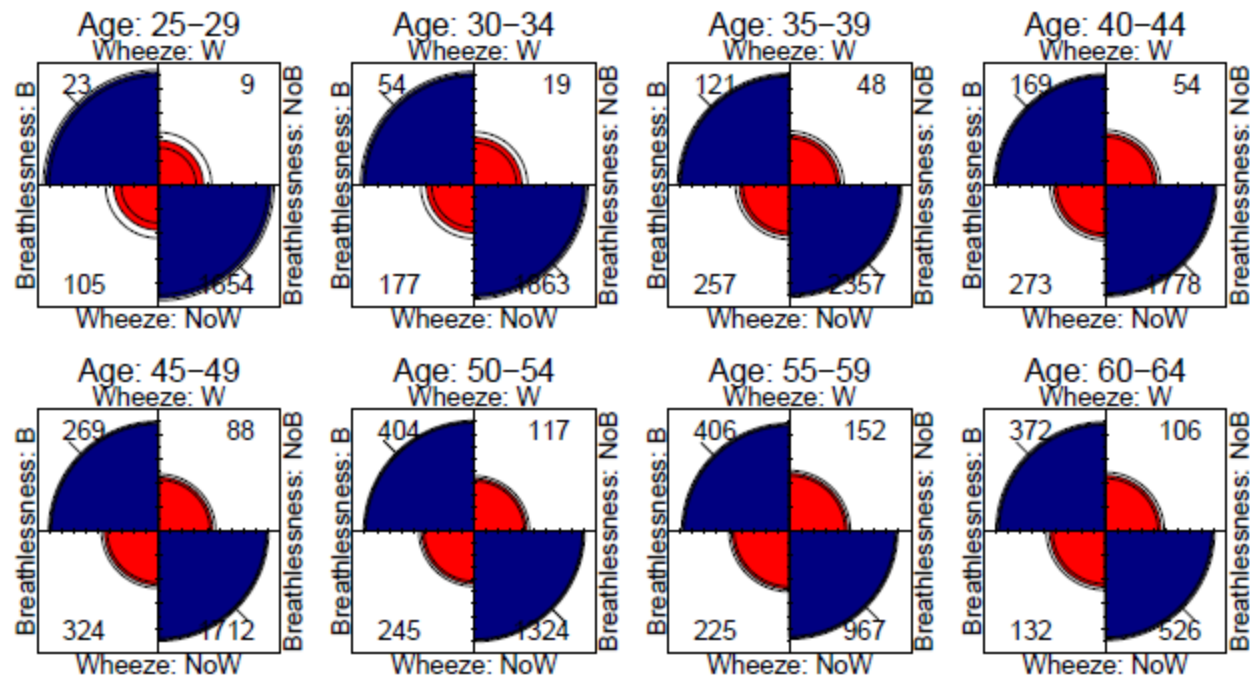 Age: 25−29
Wheeze: W
Breathlessness: B
23
9
105
1654
Breathlessness: NoB
Wheeze: NoW
Age: 30−34
Wheeze: W
Breathlessness: B
54
19
177
1863
Breathlessness: NoB
Wheeze: NoW
Age: 35−39
Wheeze: W
Breathlessness: B
121
48
257
2357
Breathlessness: NoB
Wheeze: NoW
Age: 40−44
Wheeze: W
Breathlessness: B
169
54
273
1778
Breathlessness: NoB
Wheeze: NoW
Age: 45−49
Wheeze: W
Breathlessness: B
269
88
324
1712
Breathlessness: NoB
Wheeze: NoW
Age: 50−54
Wheeze: W
Breathlessness: B
404
117
245
1324
Breathlessness: NoB
Wheeze: NoW
Age: 55−59
Wheeze: W
Breathlessness: B
406
152
225
967
Breathlessness: NoB
Wheeze: NoW
Age: 60−64
Wheeze: W
Breathlessness: B
372
106
132
526
Breathlessness: NoB
Wheeze: NoW